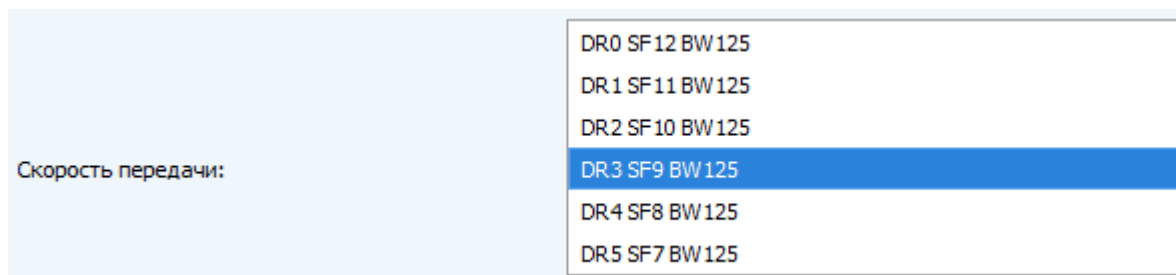 DR0 SF12 BW125
DR1 SF11 BW125
DR2 SF10 BW125
Скорость передачи:
DR3 SF9 BW125
DR4 SF8 BW125
DR5 SF7 BW125